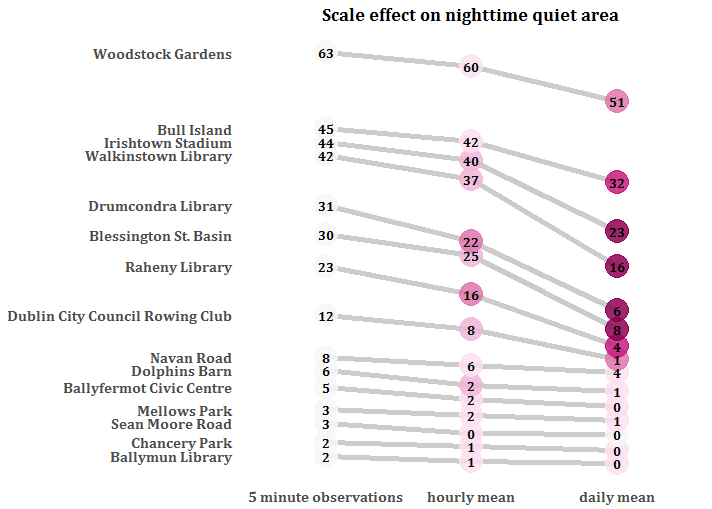 Scale effect on nighttime quiet area
Woodstock Gardens 63 60 51
Bull Island 45 42 32
Irishtown Stadium 44 40 23
Walkinstown Library 42 37 16
Drumcondra Library 31 22 6
Blessington St. Basin 30 25 8
Raheny Library 23 16 4
Dublin City Council Rowing Club 12 8 1
Navan Road 8 6 4
Dolphins Barn 6 2 1
Ballyfermot Civic Centre 5 2 0
Mellows Park 3 2 1
Sean Moore Road 3 0 0
Chancery Park 2 1 0
Ballymun Library 2 1 0
5 minute observations hourly mean daily mean